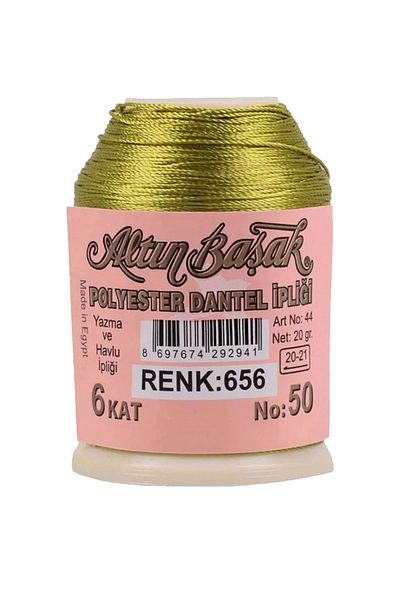 Altın Başak
POLYESTER DANTEL İPLİĞİ
Made in Egypt
Yazma
ve
Havlu
İpliği
8 697674 292941
Art No: 44
Net: 20 gr.
20-21
RENK:656
6 KAT
No:50